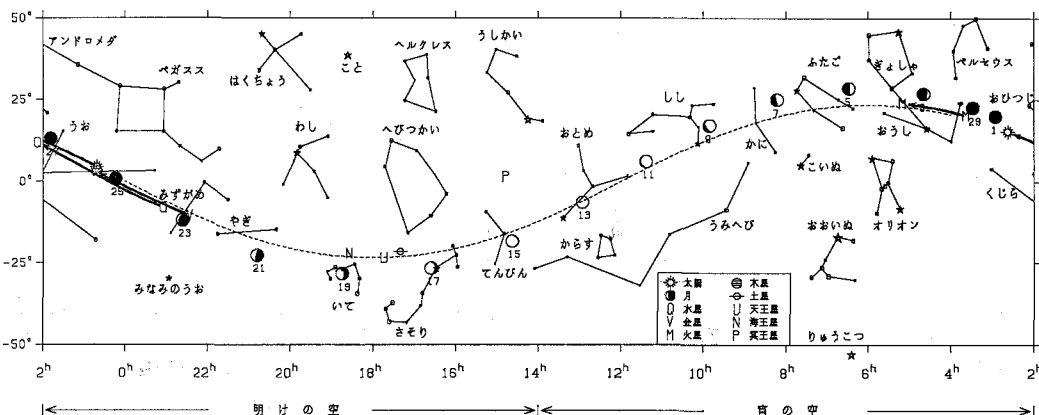 50°
25°
0°
-25°
-50°
アンドロメダ
ペガスス
うお
はくちょう
こと
ヘルクレス
うしかい
わし
へびつかい
おとめ
しし
かに
ふたご
ぎょしゃ
ペルセウス
おひつじ
おうし
こいぬ
くじら
みずがめ
やぎ
みなみのうお
いて
さそり
てんびん
からす
うみへび
おおいぬ
オリオン
りゅうこつ
Q
25
23
21
N
U
19
17
P
15
13
11
9
7
5
M
M
29
1
太陽
月
Q 水星
V 金星
M 火星
木星
土星
U 天王星
N 海王星
P 冥王星
2h 0h 22h 20h 18h 16h 14h 12h 10h 8h 6h 4h 2h
明けの空
宵の空